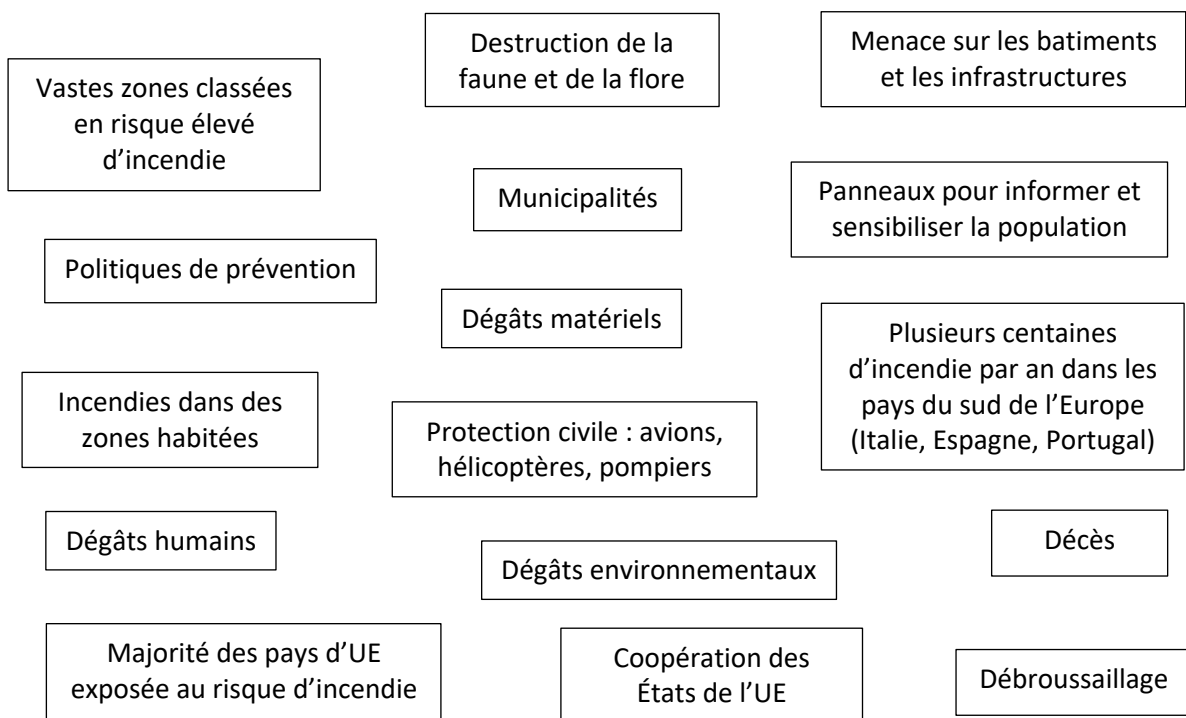 Destruction de la
faune et de la flore
Menace sur les batiments
et les infrastructures
Vastes zones classées
en risque élevé
d’incendie
Municipalités
Panneaux pour informer et
sensibiliser la population
Politiques de prévention
Dégâts matériels
Plusieurs centaines
d’incendie par an dans les
pays du sud de l’Europe
(Italie, Espagne, Portugal)
Incendies dans des
zones habitées
Protection civile : avions,
hélicoptères, pompiers
Dégâts humains
Décès
Dégâts environnementaux
Majorité des pays d’UE
exposée au risque d’incendie
Coopération des
États de l’UE
Débroussaillage